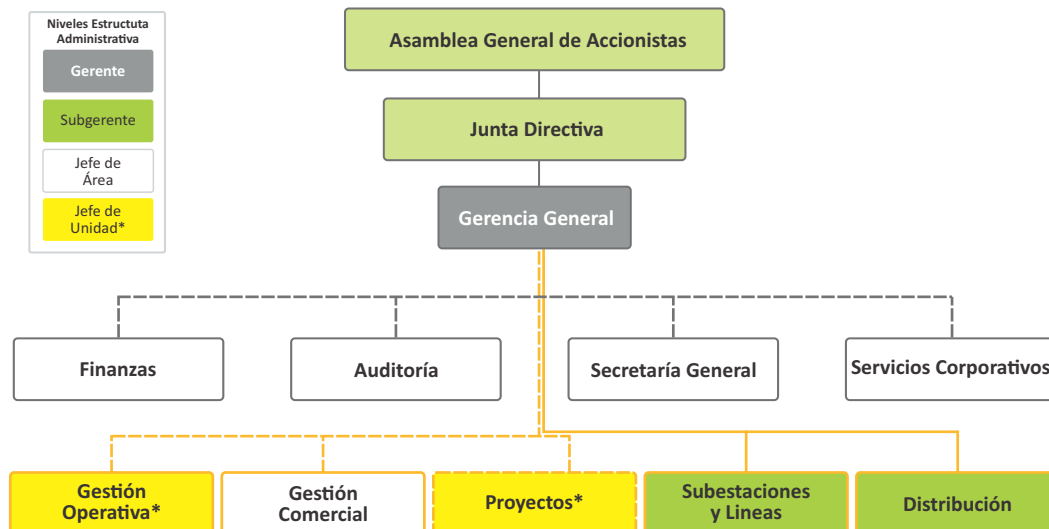 Niveles Estructuta
Administrativa
Gerente
Subgerente
Jefe de
Área
Jefe de
Unidad*
Asamblea General de Accionistas
Junta Directiva
Gerencia General
Finanzas
Auditoría
Secretaría General
Servicios Corporativos
Gestión
Operativa*
Gestión
Comercial
Proyectos*
Subestaciones
y Lineas
Distribución